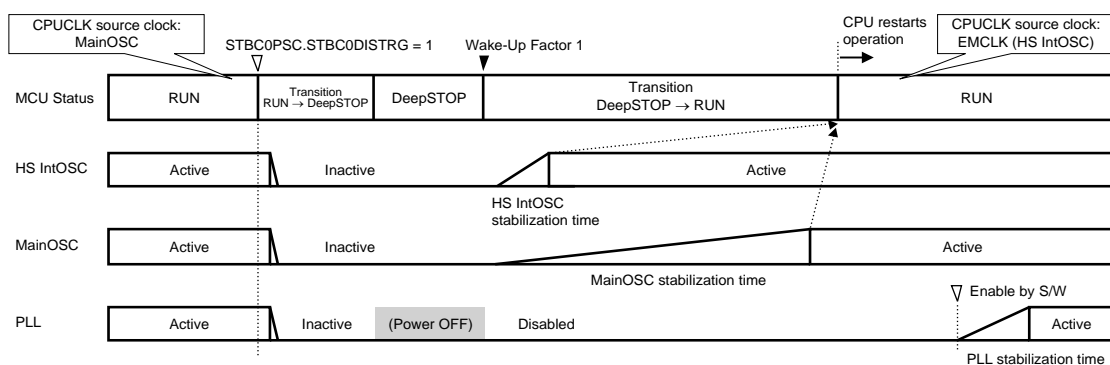 CPUCLK source clock:
MainOSC
STBC0PSC.STBC0DISTRG = 1
Wake-Up Factor 1
CPU restarts
operation
CPUCLK source clock:
EMCLK (HS IntOSC)
MCU Status
RUN
Transition
RUN → DeepSTOP
DeepSTOP
Transition
DeepSTOP → RUN
RUN
HS IntOSC
Active
Inactive
Active
HS IntOSC
stabilization time
MainOSC
Active
Inactive
Active
MainOSC stabilization time
Enable by S/W
PLL
Active
Inactive
(Power OFF)
Disabled
Active
PLL stabilization time